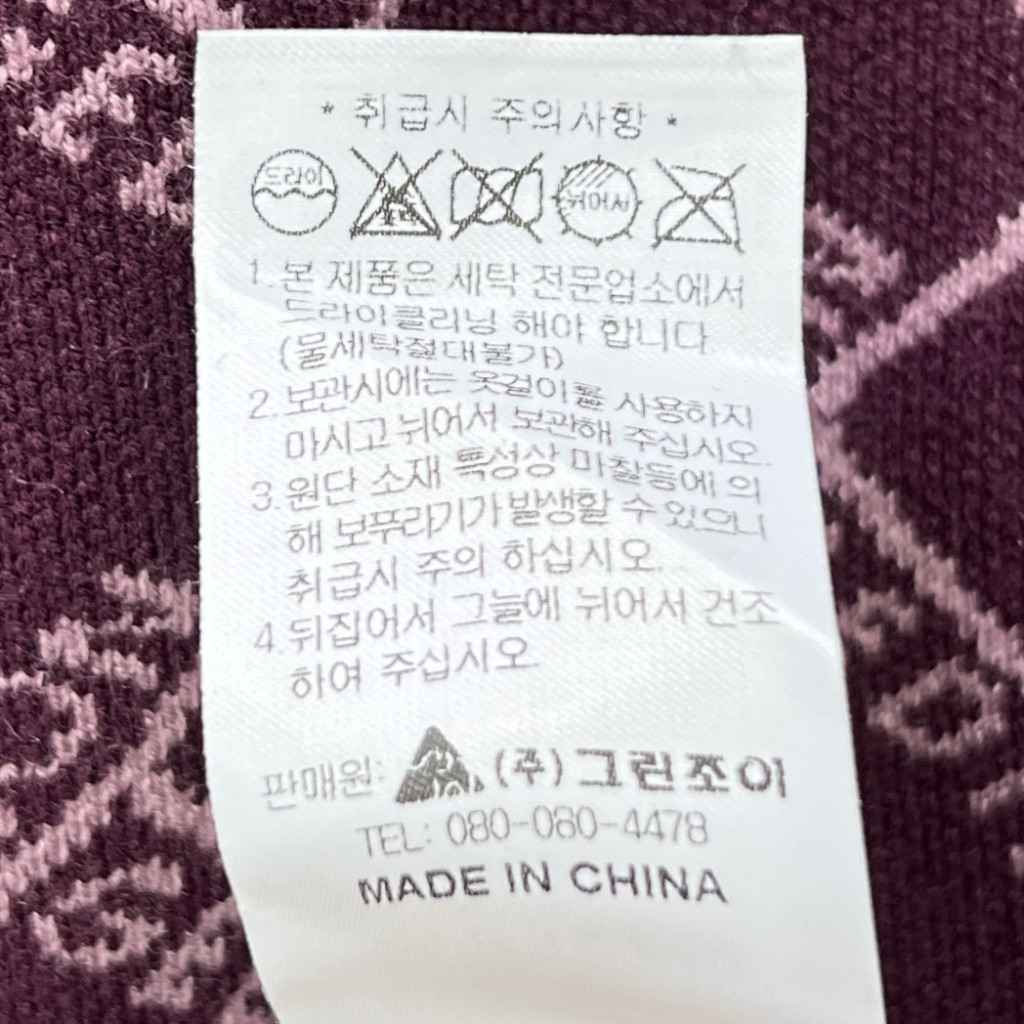 * 취급시 주의사항 *
드라이
뉘어서
1. 본 제품은 세탁 전문업소에서
드라이클리닝 해야 합니다.
(물세탁절대불가)
2. 보관시에는 옷걸이를 사용하지
마시고 뉘어서 보관해 주십시오.
3. 원단 소재 특성상 마찰등에 의
해 보푸라기가 발생할 수 있으니
취급시 주의 하십시오.
4. 뒤집어서 그늘에 뉘어서 건조
하여 주십시오.
판매원: (주)그린조이
TEL: 080-080-4478
MADE IN CHINA